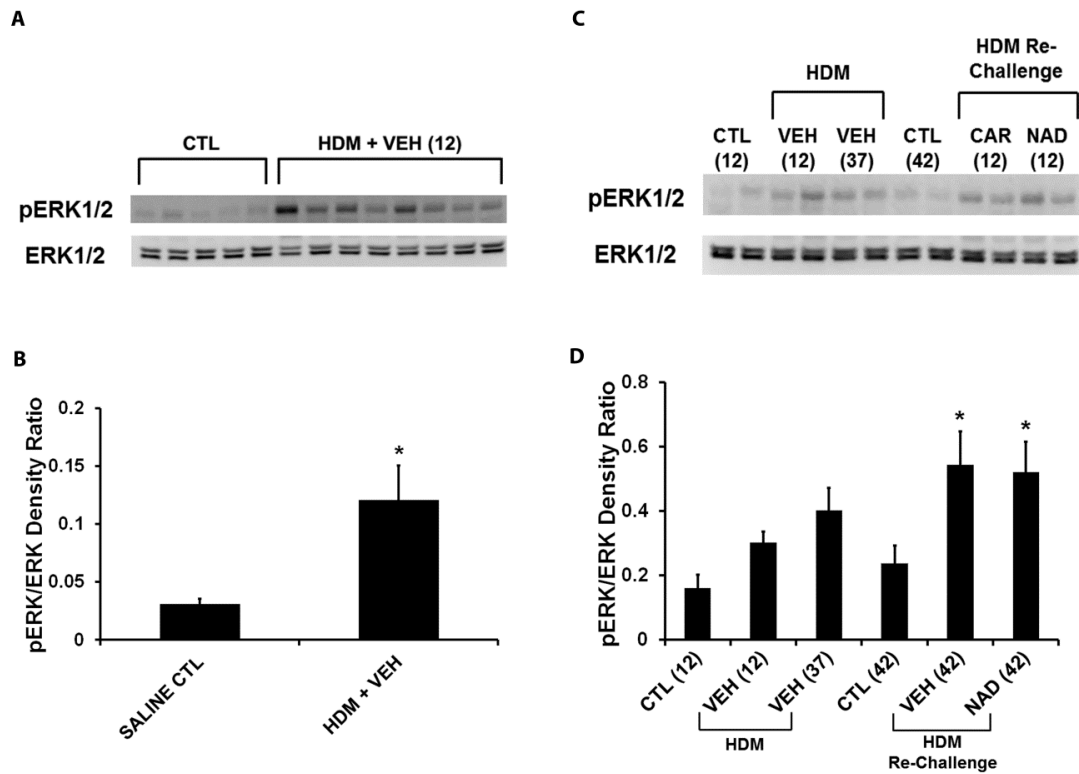 A
CTL
HDM + VEH (12)
pERK1/2
ERK1/2
B
pERK/ERK Density Ratio
0.2
0.15
0.1
0.05
0
*
SALINE CTL
HDM + VEH
C
HDM
HDM Re-
Challenge
CTL VEH VEH CTL CAR NAD
(12) (12) (37) (42) (12) (12)
pERK1/2
ERK1/2
D
pERK/ERK Density Ratio
0.8
0.6
0.4
0.2
0
* *
CTL (12)
VEH (12)
VEH (37)
CTL (42)
VEH (42)
NAD (42)
HDM
HDM
Re-Challenge